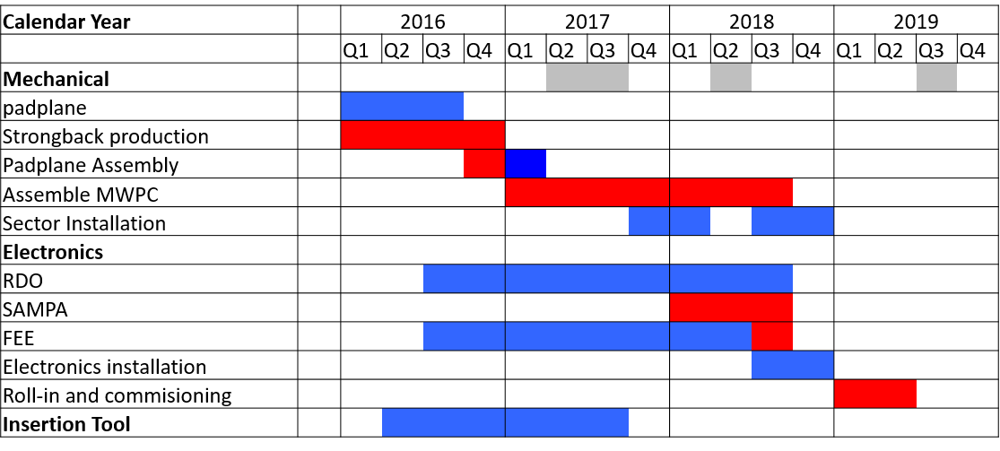 Calendar Year 2016 2017 2018 2019
Q1 Q2 Q3 Q4 Q1 Q2 Q3 Q4 Q1 Q2 Q3 Q4 Q1 Q2 Q3 Q4
Mechanical
padplane
Strongback production
Padplane Assembly
Assemble MWPC
Sector Installation
Electronics
RDO
SAMPA
FEE
Electronics installation
Roll-in and commisioning
Insertion Tool